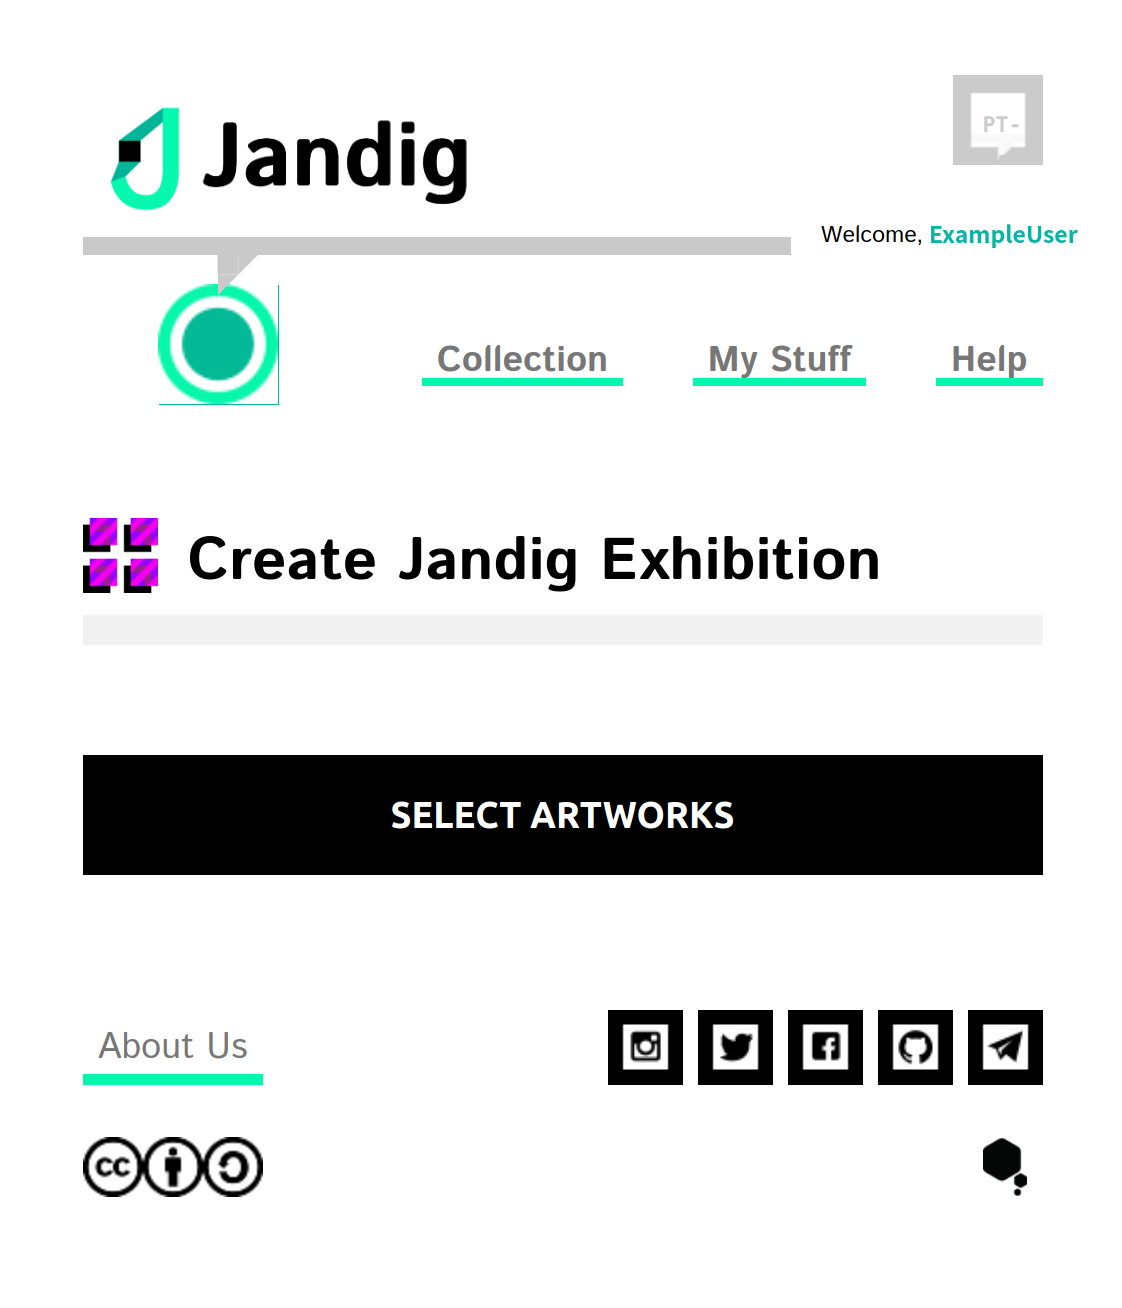 Jandig
PT-
Welcome, ExampleUser
Collection My Stuff Help
Create Jandig Exhibition
SELECT ARTWORKS
About Us
cc